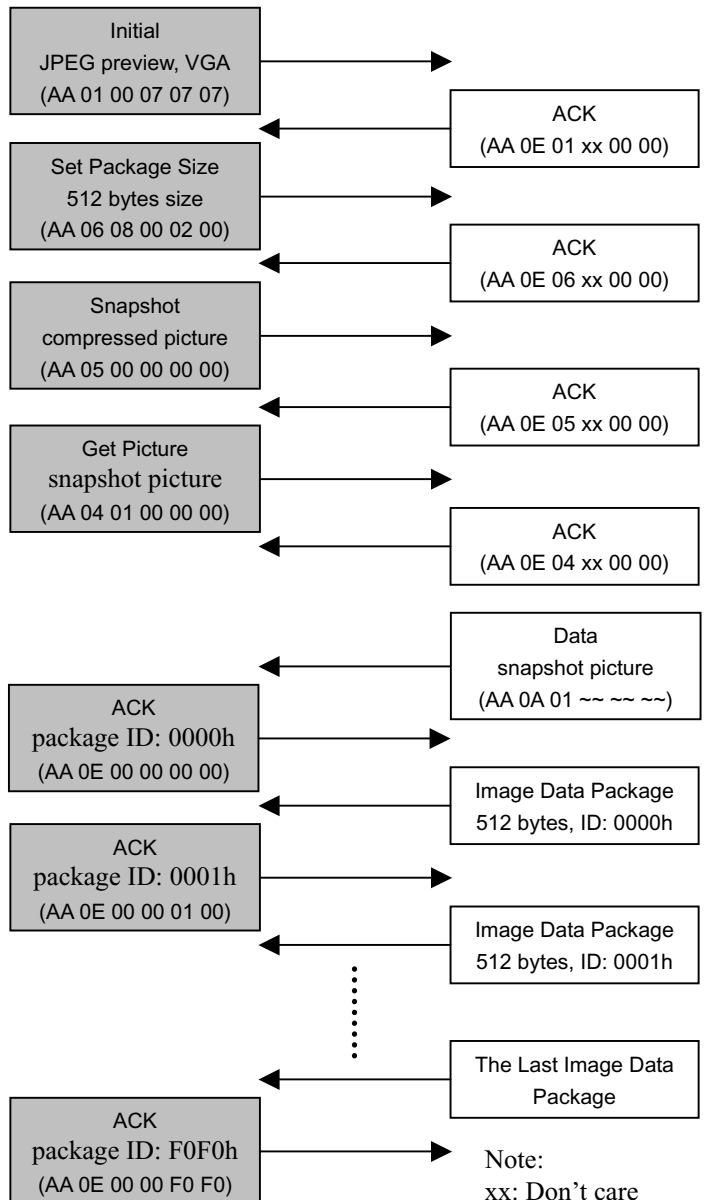 Initial
JPEG preview, VGA
(AA 01 00 07 07 07)
ACK
(AA 0E 01 xx 00 00)
Set Package Size
512 bytes size
(AA 06 08 00 02 00)
ACK
(AA 0E 06 xx 00 00)
Snapshot
compressed picture
(AA 05 00 00 00 00)
ACK
(AA 0E 05 xx 00 00)
Get Picture
snapshot picture
(AA 04 01 00 00 00)
ACK
(AA 0E 04 xx 00 00)
Data
snapshot picture
(AA 0A 01 ~~ ~~ ~~)
ACK
package ID: 0000h
(AA 0E 00 00 00 00)
Image Data Package
512 bytes, ID: 0000h
ACK
package ID: 0001h
(AA 0E 00 00 01 00)
Image Data Package
512 bytes, ID: 0001h
The Last Image Data
Package
ACK
package ID: F0F0h
(AA 0E 00 00 F0 F0)
Note:
xx: Don't care